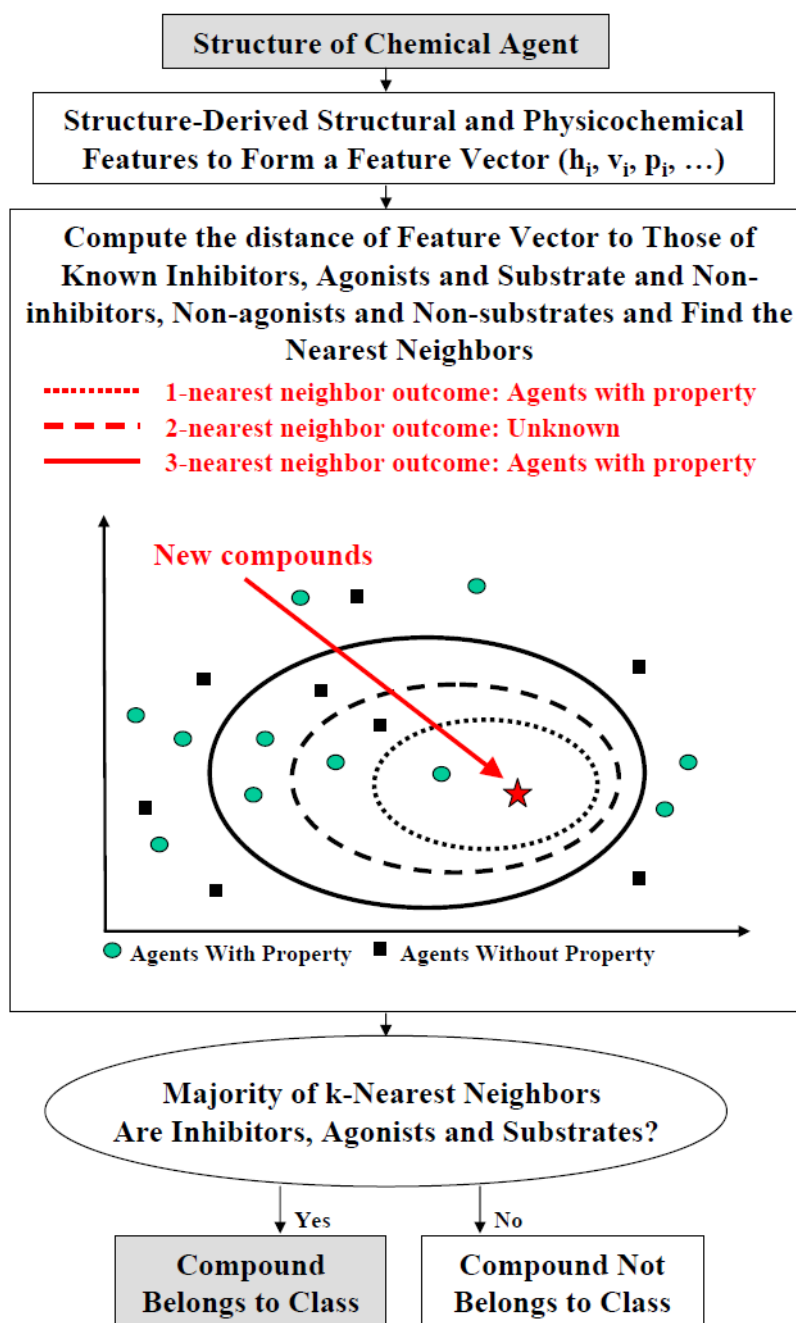 Structure of Chemical Agent
Structure-Derived Structural and Physicochemical
Features to Form a Feature Vector (hᵢ, vᵢ, pᵢ, …)
Compute the distance of Feature Vector to Those of
Known Inhibitors, Agonists and Substrate and Non-
inhibitors, Non-agonists and Non-substrates and Find the
Nearest Neighbors
1-nearest neighbor outcome: Agents with property
2-nearest neighbor outcome: Unknown
3-nearest neighbor outcome: Agents with property
New compounds
Agents With Property Agents Without Property
Majority of k-Nearest Neighbors
Are Inhibitors, Agonists and Substrates?
Yes No
Compound
Belongs to Class
Compound Not
Belongs to Class